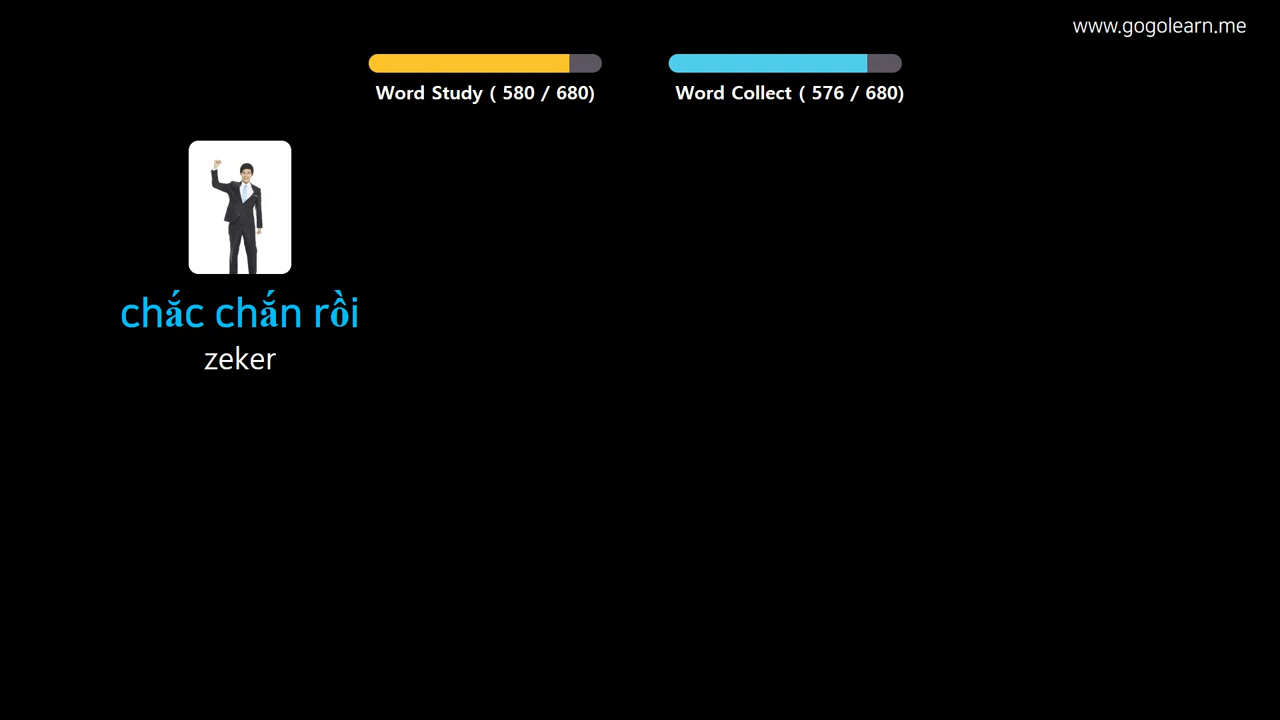 www.gogolearn.me
Word Study ( 580 / 680)
Word Collect ( 576 / 680)
chắc chắn rồi
zeker